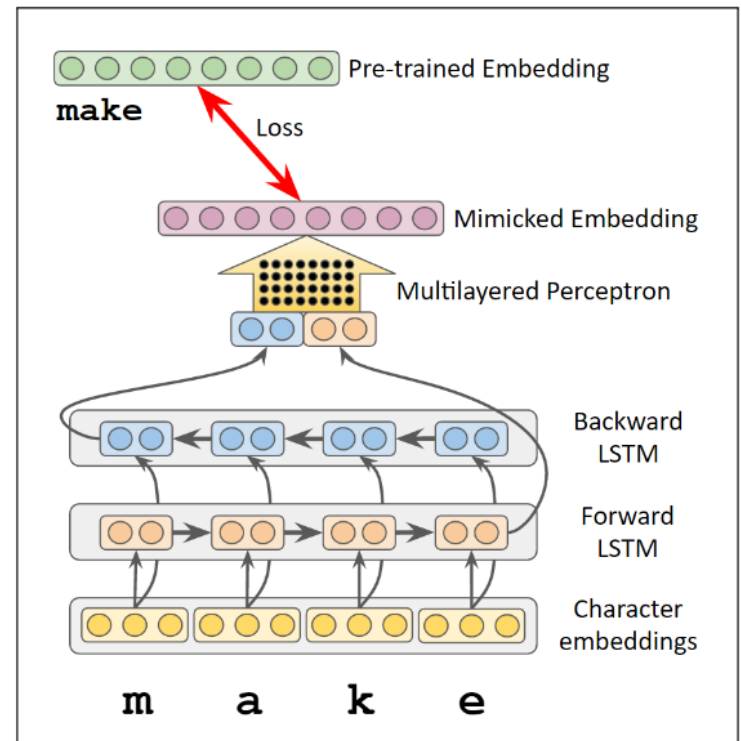 Pre-trained Embedding
make
Loss
Mimicked Embedding
Multilayered Perceptron
Backward
LSTM
Forward
LSTM
Character
embeddings
m a k e